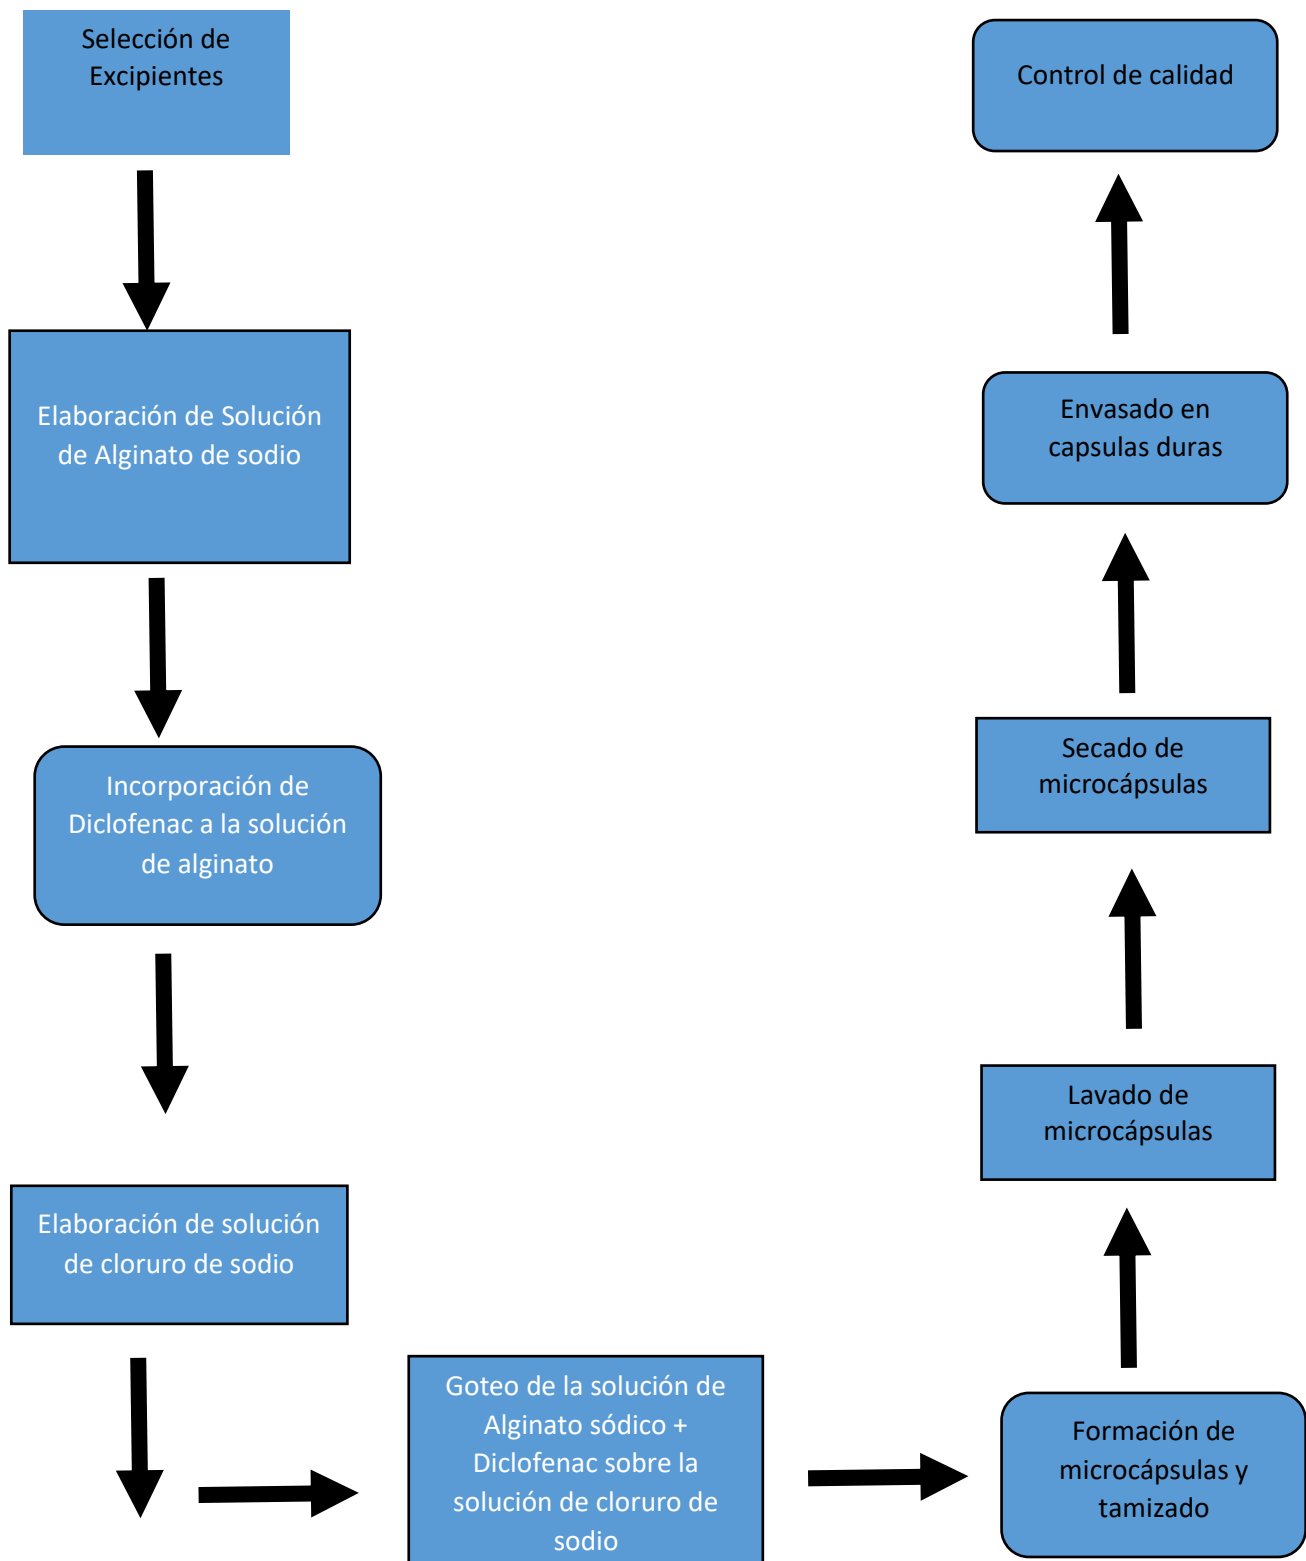 Selección de
Excipientes
Elaboración de Solución
de Alginato de sodio
Incorporación de
Diclofenac a la solución
de alginato
Elaboración de solución
de cloruro de sodio
Goteo de la solución de
Alginato sódico +
Diclofenac sobre la
solución de cloruro de
sodio
Formación de
microcápsulas y
tamizado
Lavado de
microcápsulas
Secado de
microcápsulas
Envasado en
capsulas duras
Control de calidad